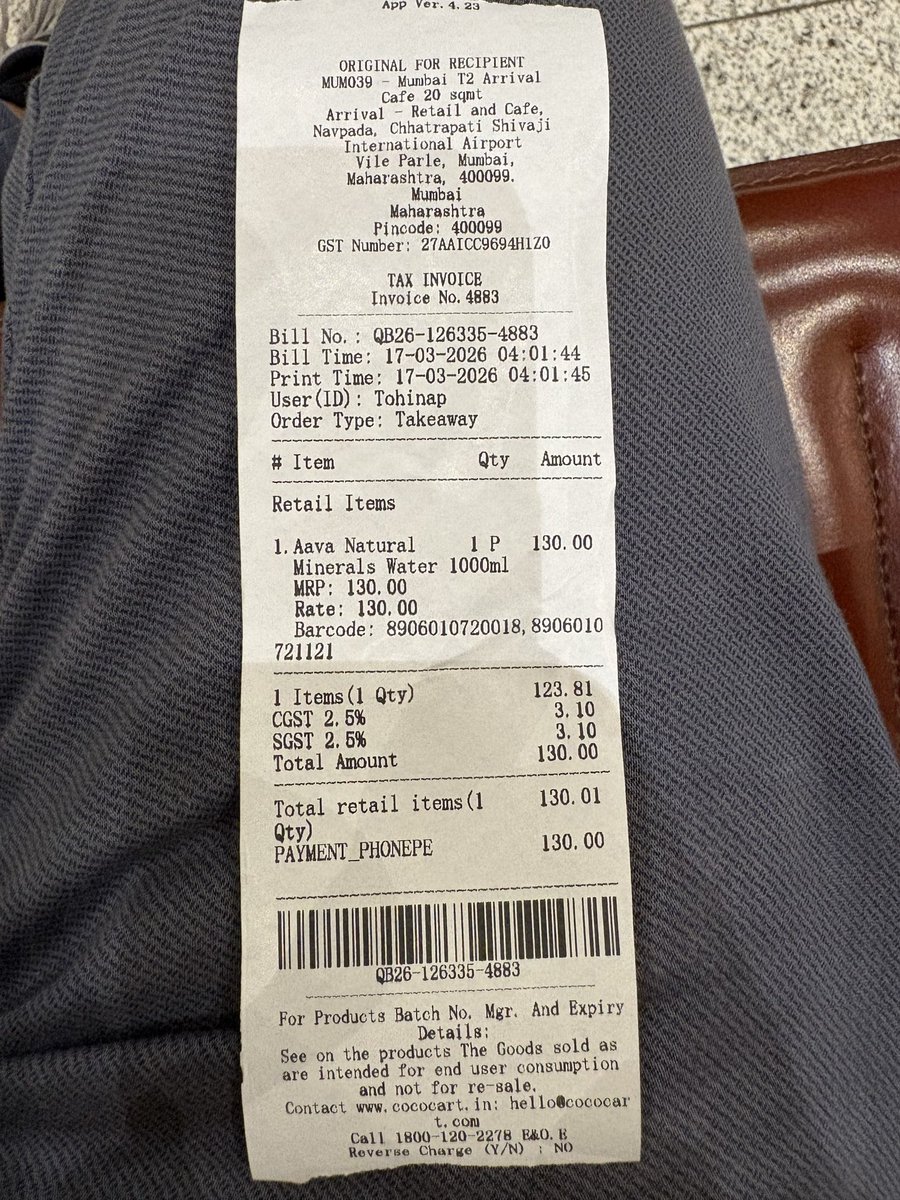 App Ver. 4.23
ORIGINAL FOR RECIPIENT
MUM039 - Mumbai T2 Arrival
Cafe 20 sqmt
Arrival - Retail and Cafe,
Navpada, Chhatrapati Shivaji
International Airport
Vile Parle, Mumbai,
Maharashtra, 400099.
Mumbai
Maharashtra
Pincode: 400099
GST Number: 27AAICC9694H1Z0
TAX INVOICE
Invoice No. 4883
Bill No.: QB26-126335-4883
Bill Time: 17-03-2026 04:01:44
Print Time: 17-03-2026 04:01:45
User(ID): Tohinap
Order Type: Takeaway
# Item Qty Amount
Retail Items
1. Aava Natural 1 P 130.00
Minerals Water 1000ml
MRP: 130.00
Rate: 130.00
Barcode: 8906010720018,8906010
721121
1 Items(1 Qty) 123.81
CGST 2.5% 3.10
SGST 2.5% 3.10
Total Amount 130.00
Total retail items(1 130.01
Qty)
PAYMENT_PHONEPE 130.00
QB26-126335-4883
For Products Batch No. Mgr. And Expiry
Details:
See on the products The Goods sold as
are intended for end user consumption
and not for re-sale.
Contact www.cococart.in: hello@cococar
t.com
Call 1800-120-2278 E&O.E
Reverse Charge (Y/N) : NO